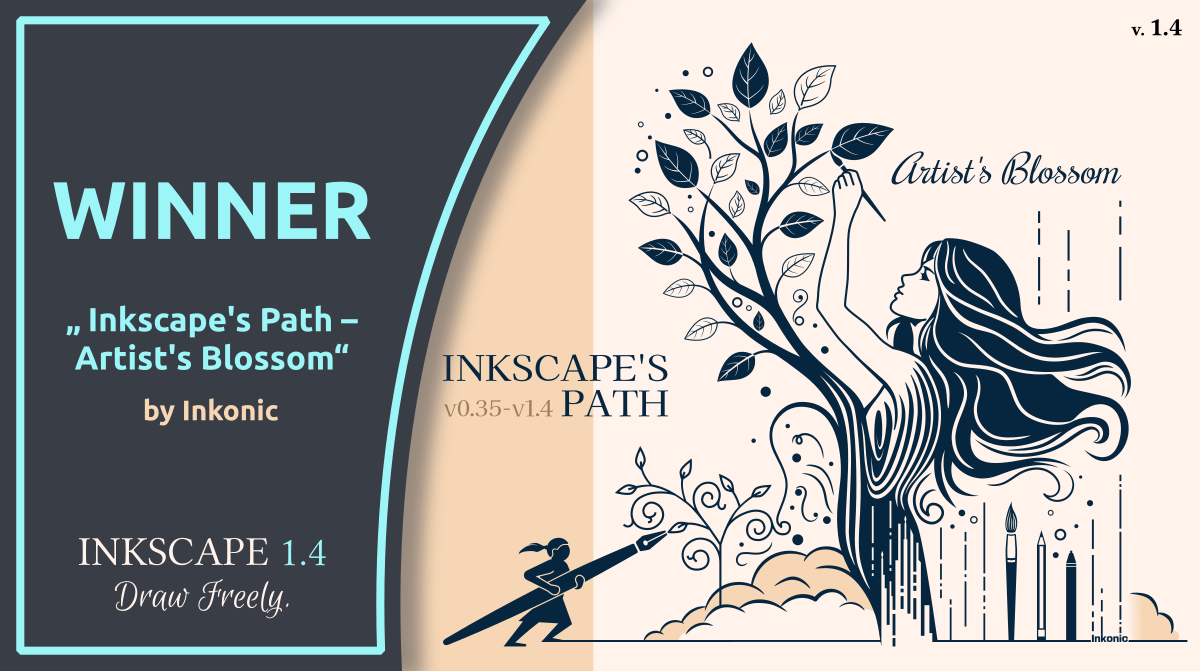 WINNER
„ Inkscape's Path –
Artist's Blossom“
by Inkonic
INKSCAPE 1.4
Draw Freely.
v. 1.4
Artist's Blossom
INKSCAPE'S
v0.35-v1.4 PATH
Inkonic